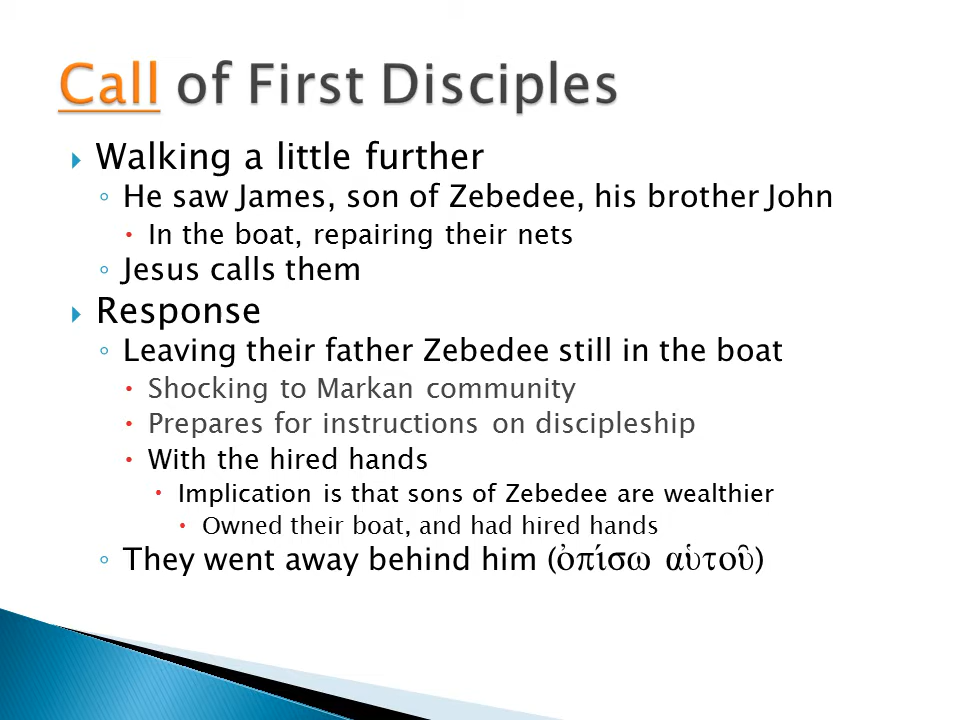 Call of First Disciples
Walking a little further
He saw James, son of Zebedee, his brother John
In the boat, repairing their nets
Jesus calls them
Response
Leaving their father Zebedee still in the boat
Shocking to Markan community
Prepares for instructions on discipleship
With the hired hands
Implication is that sons of Zebedee are wealthier
Owned their boat, and had hired hands
They went away behind him (ὀπίσω αὑτοῦ)